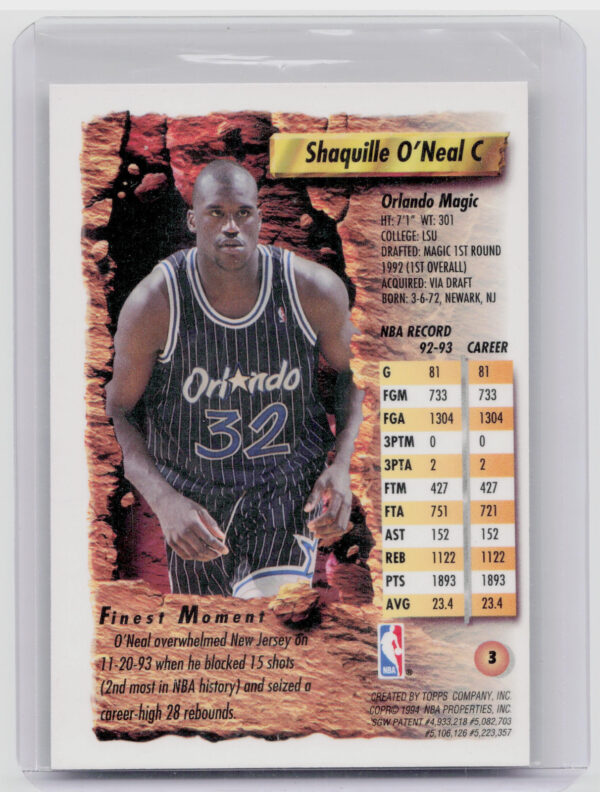 Shaquille O'Neal C
Orlando Magic
HT: 7'1" WT: 301
COLLEGE: LSU
DRAFTED: MAGIC 1ST ROUND
1992 (1ST OVERALL)
ACQUIRED: VIA DRAFT
BORN: 3-6-72, NEWARK, NJ
NBA RECORD
92-93 CAREER
G 81 81
FGM 733 733
FGA 1304 1304
3PTM 0 0
3PTA 2 2
FTM 427 427
FTA 751 721
AST 152 152
REB 1122 1122
PTS 1893 1893
AVG 23.4 23.4
Orlando
32
Finest Moment
O'Neal overwhelmed New Jersey on
11-20-93 when he blocked 15 shots
(2nd most in NBA history) and seized a
career-high 28 rebounds.
NBA
®
3
CREATED BY TOPPS COMPANY, INC.
COPR© 1994 NBA PROPERTIES, INC.
SGW PATENT #4,933,218 #5,082,703
#5,106,126 #5,223,357